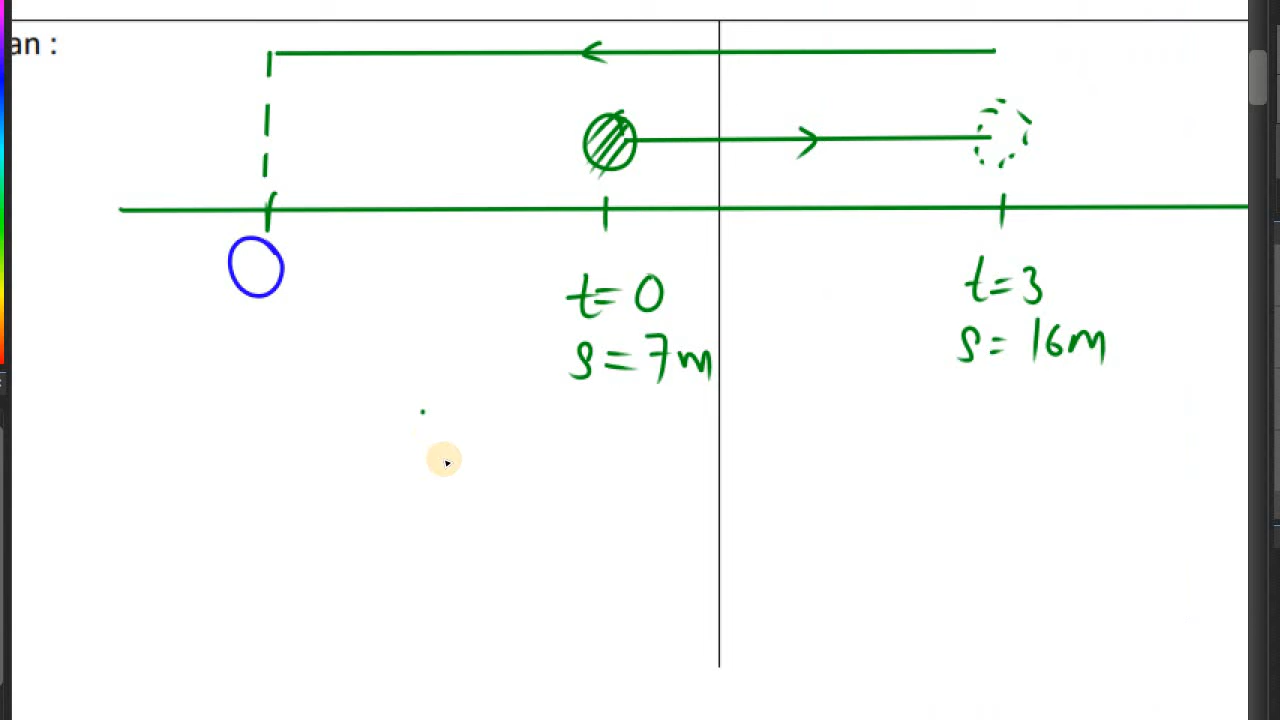 an :
O
t = 0
s = 7m
t = 3
s = 16m